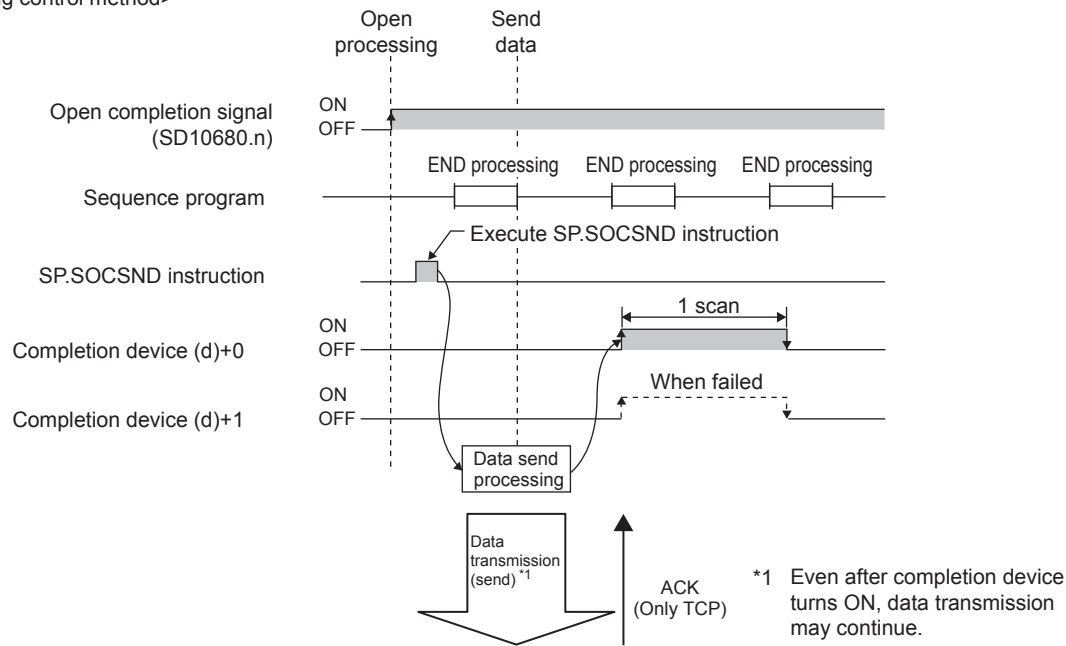 g control method>
Open
processing
Send
data
Open completion signal
(SD10680.n)
ON
OFF
END processing
END processing
END processing
Sequence program
Execute SP.SOCSND instruction
SP.SOCSND instruction
1 scan
ON
OFF
Completion device (d)+0
When failed
ON
OFF
Completion device (d)+1
Data send
processing
Data
transmission
(send) *1
ACK
(Only TCP)
*1 Even after completion device
turns ON, data transmission
may continue.